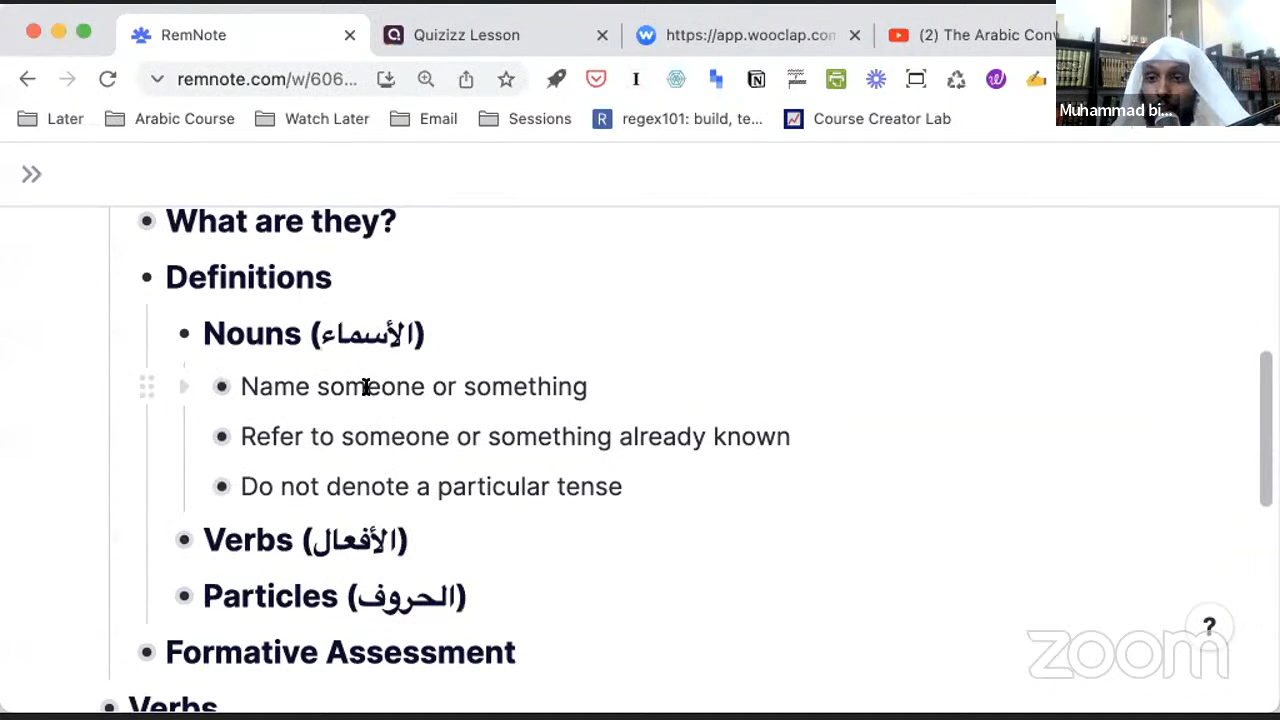 RemNote
Quizizz Lesson
https://app.wooclap.con
(2) The Arabic Con
remnote.com/w/606...
Muhammad bi...
Later
Arabic Course
Watch Later
Email
Sessions
regex101: build, te...
Course Creator Lab
What are they?
Definitions
Nouns (الأسماء)
Name someone or something
Refer to someone or something already known
Do not denote a particular tense
Verbs (الأفعال)
Particles (الحروف)
Formative Assessment
Verbs
?
zoom